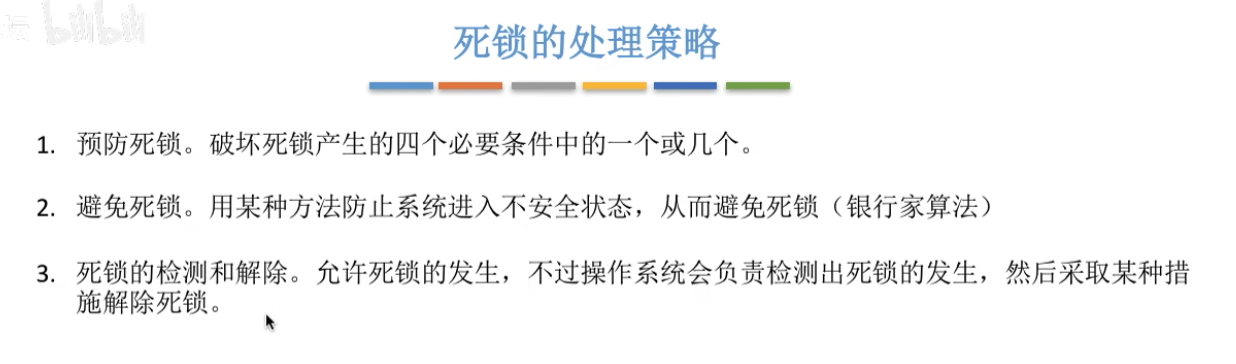 坛 bilibili
死锁的处理策略
1. 预防死锁。破坏死锁产生的四个必要条件中的一个或几个。
2. 避免死锁。用某种方法防止系统进入不安全状态，从而避免死锁（银行家算法）
3. 死锁的检测和解除。允许死锁的发生，不过操作系统会负责检测出死锁的发生，然后采取某种措
施解除死锁。